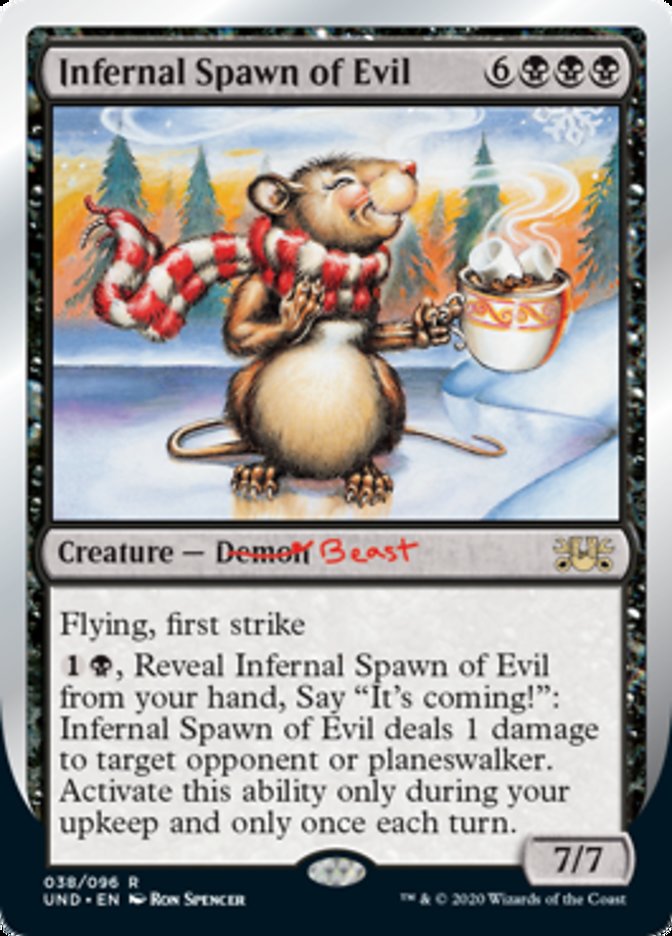 Infernal Spawn of Evil 6
Creature — Demon Beast
Flying, first strike
1, Reveal Infernal Spawn of Evil
from your hand, Say “It’s coming!”:
Infernal Spawn of Evil deals 1 damage
to target opponent or planeswalker.
Activate this ability only during your
upkeep and only once each turn.
7/7
038/096 R
UND • EN Ron Spencer
™ & © 2020 Wizards of the Coast